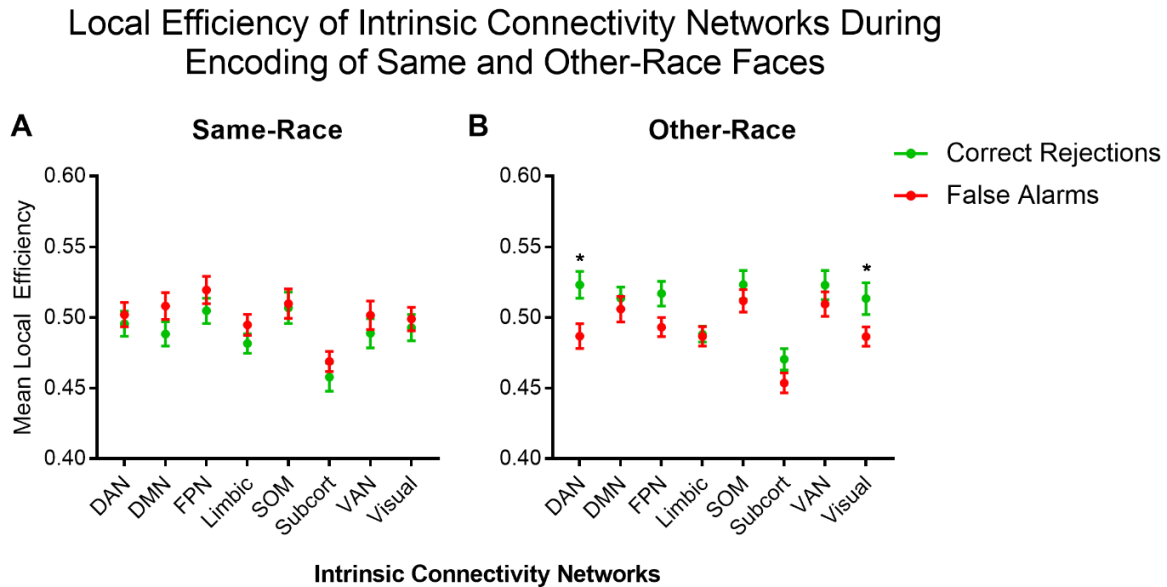 Local Efficiency of Intrinsic Connectivity Networks During
Encoding of Same and Other-Race Faces
A
Same-Race
B
Other-Race
Correct Rejections
False Alarms
Mean Local Efficiency
0.60
0.55
0.50
0.45
0.40
DAN
DMN
FPN
Limbic
SOM
Subcort
VAN
Visual
0.60
0.55
0.50
0.45
0.40
*
*
DAN
DMN
FPN
Limbic
SOM
Subcort
VAN
Visual
Intrinsic Connectivity Networks